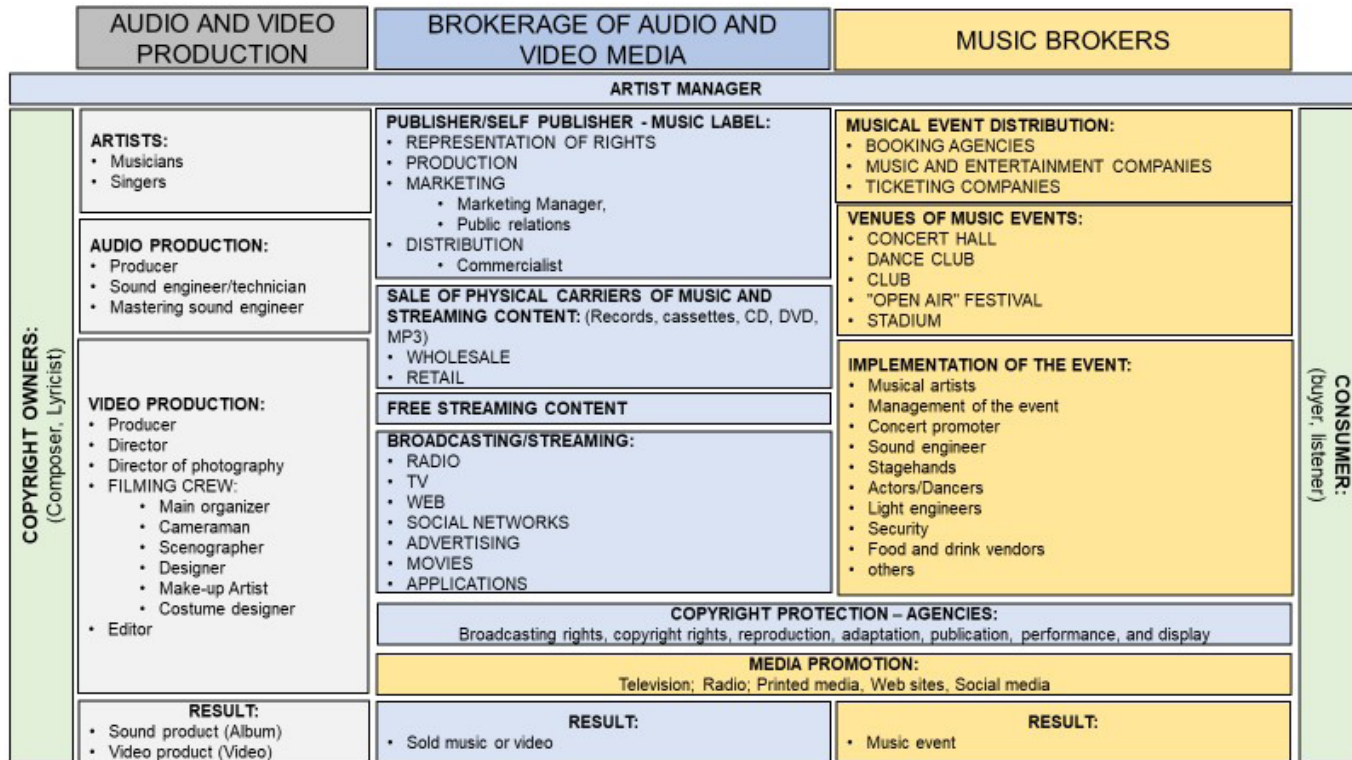 AUDIO AND VIDEO
PRODUCTION
BROKERAGE OF AUDIO AND
VIDEO MEDIA
MUSIC BROKERS
ARTIST MANAGER
COPYRIGHT OWNERS:
(Composer, Lyricist)
ARTISTS:
• Musicians
• Singers
AUDIO PRODUCTION:
• Producer
• Sound engineer/technician
• Mastering sound engineer
VIDEO PRODUCTION:
• Producer
• Director
• Director of photography
• FILMING CREW:
• Main organizer
• Cameraman
• Scenographer
• Designer
• Make-up Artist
• Costume designer
• Editor
RESULT:
• Sound product (Album)
• Video product (Video)
PUBLISHER/SELF PUBLISHER - MUSIC LABEL:
• REPRESENTATION OF RIGHTS
• PRODUCTION
• MARKETING
• Marketing Manager,
• Public relations
• DISTRIBUTION
• Commercialist
SALE OF PHYSICAL CARRIERS OF MUSIC AND
STREAMING CONTENT: (Records, cassettes, CD, DVD,
MP3)
• WHOLESALE
• RETAIL
FREE STREAMING CONTENT
BROADCASTING/STREAMING:
• RADIO
• TV
• WEB
• SOCIAL NETWORKS
• ADVERTISING
• MOVIES
• APPLICATIONS
MUSICAL EVENT DISTRIBUTION:
• BOOKING AGENCIES
• MUSIC AND ENTERTAINMENT COMPANIES
• TICKETING COMPANIES
VENUES OF MUSIC EVENTS:
• CONCERT HALL
• DANCE CLUB
• CLUB
• "OPEN AIR" FESTIVAL
• STADIUM
IMPLEMENTATION OF THE EVENT:
• Musical artists
• Management of the event
• Concert promoter
• Sound engineer
• Stagehands
• Actors/Dancers
• Light engineers
• Security
• Food and drink vendors
• others
COPYRIGHT PROTECTION – AGENCIES:
Broadcasting rights, copyright rights, reproduction, adaptation, publication, performance, and display
MEDIA PROMOTION:
Television; Radio; Printed media, Web sites, Social media
RESULT:
• Sold music or video
RESULT:
• Music event
CONSUMER:
(buyer, listener)